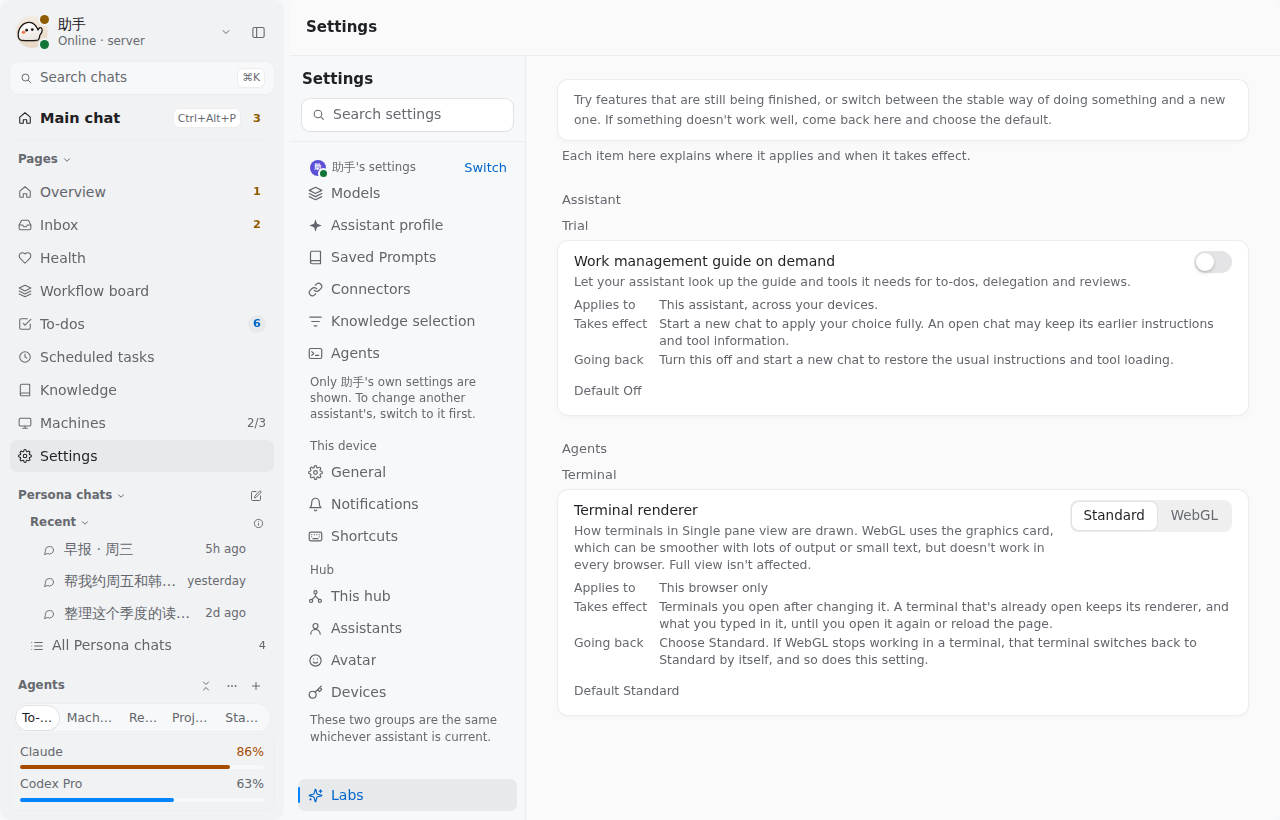 助手
Online · server
Search chats
⌘K
Main chat
Ctrl+Alt+P
3
Pages
Overview
1
Inbox
2
Health
Workflow board
To-dos
6
Scheduled tasks
Knowledge
Machines
2/3
Settings
Persona chats
Recent
早报 · 周三
5h ago
帮我约周五和韩…
yesterday
整理这个季度的读…
2d ago
All Persona chats
4
Agents
To-…
Mach…
Re…
Proj…
Sta…
Claude
86%
Codex Pro
63%
Settings
Settings
Search settings
助手's settings
Switch
Models
Assistant profile
Saved Prompts
Connectors
Knowledge selection
Agents
Only 助手's own settings are
shown. To change another
assistant's, switch to it first.
This device
General
Notifications
Shortcuts
Hub
This hub
Assistants
Avatar
Devices
These two groups are the same
whichever assistant is current.
Labs
Try features that are still being finished, or switch between the stable way of doing something and a new
one. If something doesn't work well, come back here and choose the default.
Each item here explains where it applies and when it takes effect.
Assistant
Trial
Work management guide on demand
Let your assistant look up the guide and tools it needs for to-dos, delegation and reviews.
Applies to
This assistant, across your devices.
Takes effect
Start a new chat to apply your choice fully. An open chat may keep its earlier instructions
and tool information.
Going back
Turn this off and start a new chat to restore the usual instructions and tool loading.
Default Off
Agents
Terminal
Terminal renderer
Standard
WebGL
How terminals in Single pane view are drawn. WebGL uses the graphics card,
which can be smoother with lots of output or small text, but doesn't work in
every browser. Full view isn't affected.
Applies to
This browser only
Takes effect
Terminals you open after changing it. A terminal that's already open keeps its renderer, and
what you typed in it, until you open it again or reload the page.
Going back
Choose Standard. If WebGL stops working in a terminal, that terminal switches back to
Standard by itself, and so does this setting.
Default Standard